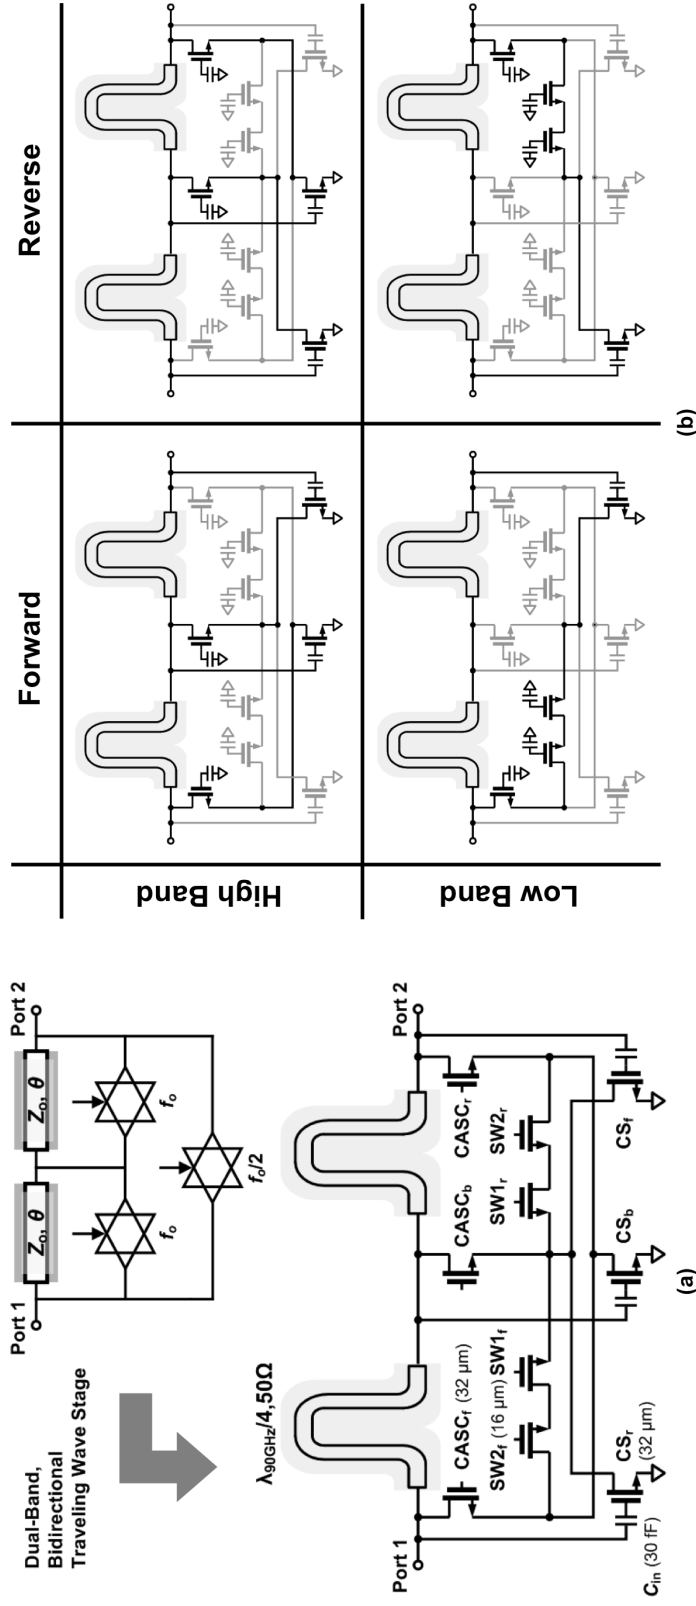 Dual-Band,
Bidirectional
Traveling Wave Stage
Port 1
Port 2
Z₀, θ
Z₀, θ
fₒ
fₒ
fₒ/2
λ90GHz/4,50Ω
Port 1
Port 2
CASCf (32 µm)
CASCb
CASCr
SW2f (16 µm) SW1f
SW1r
SW2r
CSr
(32 µm)
CSb
CSf
Cin (30 fF)
(a)
Forward
Reverse
High Band
Low Band
(b)